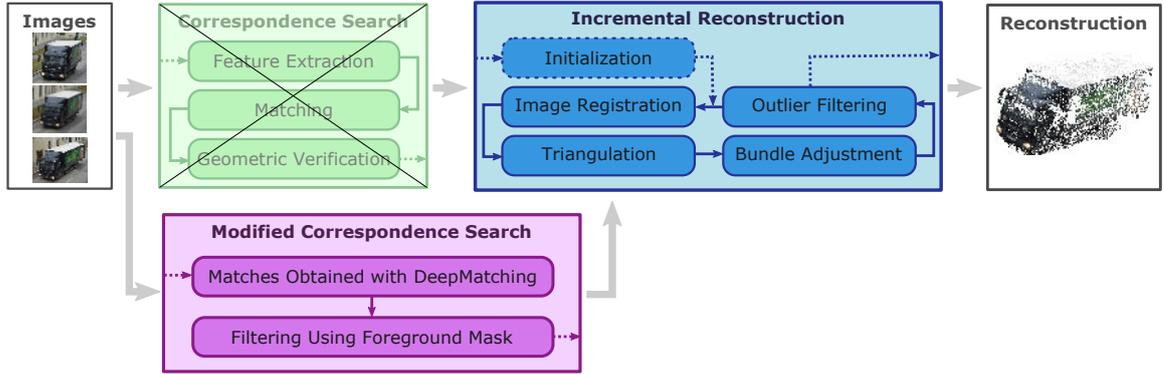 Images
Correspondence Search
Feature Extraction
Matching
Geometric Verification
Incremental Reconstruction
Initialization
Image Registration
Outlier Filtering
Triangulation
Bundle Adjustment
Reconstruction
Modified Correspondence Search
Matches Obtained with DeepMatching
Filtering Using Foreground Mask